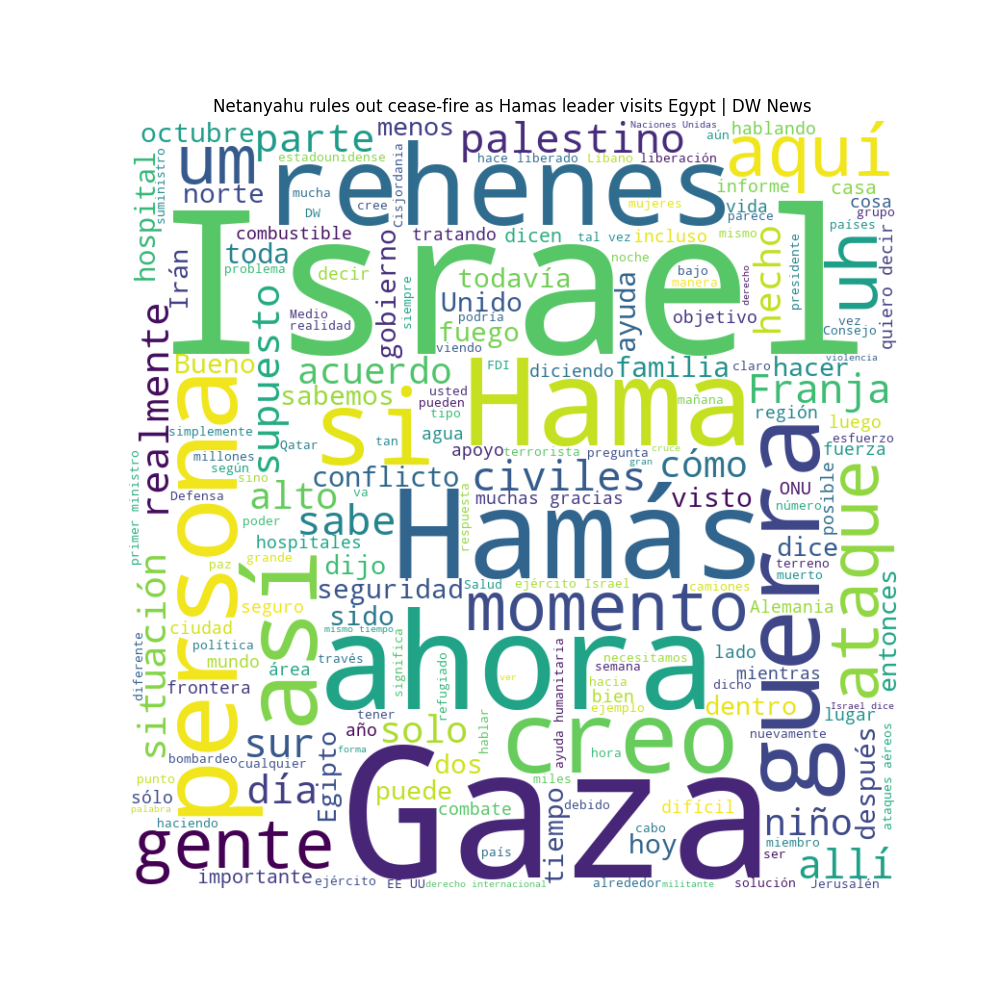 Netanyahu rules out cease-fire as Hamas leader visits Egypt | DW News
octubre
parte
menos
palestino
Naciones Unidas
aún
hablando
aquí
um
estadounidense
rehenes
hace liberado
Líbano
liberación
hospital
suministro
norte
mucha
cree
Cisjordania
mujeres
informe
vida
casa
cosa
DW
parece
grupo
países
Israel
combustible
tratando
dicen
tal vez
incluso
mismo
hecho
uh
quiero decir
Irán
toda
problema
decir
gobierno
siempre
todavía
noche
ayuda
bajo
manera
derecho
presidente
Medio
realidad
Unido
podría
fuego
viendo
objetivo
vez
Consejo
realmente
supuesto
Bueno
persona
acuerdo
sabemos
si
Hama
FDI
diciendo
familia
claro
hacer
violencia
usted
pueden
tipo
mañana
Franja
región
luego
simplemente
millones
según
sino
Qatar
tan
agua
apoyo
terrorista
pregunta
cruce
gran
guerra
esfuerzo
fuerza
primer ministro
Defensa
conflicto
civiles
cómo
alto
va
muchas gracias
visto
ONU
número
posible
ataque
poder
paz
grande
hospitales
sabe
Hamás
respuesta
dice
terreno
muerto
dijo
situación
así
seguridad
Salud
ejército Israel
camiones
entonces
seguro
sido
momento
Alemania
ciudad
política
mundo
mismo tiempo
ahora
área
través
significa
refugiado
ver
ayuda humanitaria
necesitamos
semana
lado
mientras
diferente
frontera
hacia
bien
ejemplo
dicho
dentro
Israel dice
lugar
año
tener
solo
hablar
creo
nuevamente
sur
bombardeo
cualquier
forma
Egipto
dos
hora
después
ataques aéreos
punto
sólo
palabra
día
puede
combate
miles
debido
difícil
haciendo
gente
Gaza
tiempo
cabo
hoy
niño
miembro
país
ser
allí
importante
ejército
EE UU
derecho internacional
alrededor
militante
solución
Jerusalén